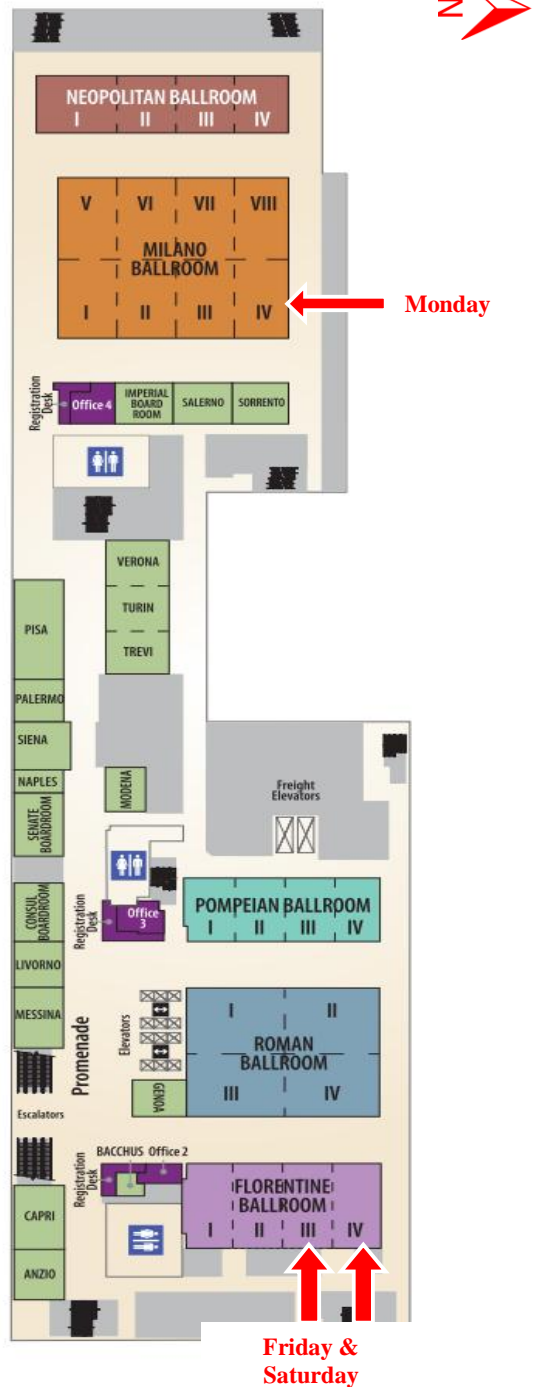 N
NEOPOLITAN BALLROOM
I II III IV
V VI VII VIII
MILANO
BALLROOM
I II III IV
Monday
Registration
Desk
Office 4
IMPERIAL
BOARD
ROOM
SALERNO
SORRENTO
VERONA
TURIN
TREVI
PISA
PALERMO
SIENA
NAPLES
SENATE
BOARDROOM
MODENA
Freight
Elevators
CONSUL
BOARDROOM
Registration
Desk
Office
3
POMPEIAN BALLROOM
I II III IV
LIVORNO
MESSINA
Promenade
Elevators
I II
ROMAN
BALLROOM
III IV
GENOA
Escalators
Registration
Desk
BACCHUS Office 2
FLORENTINE
BALLROOM
I II III IV
CAPRI
ANZIO
Friday &
Saturday